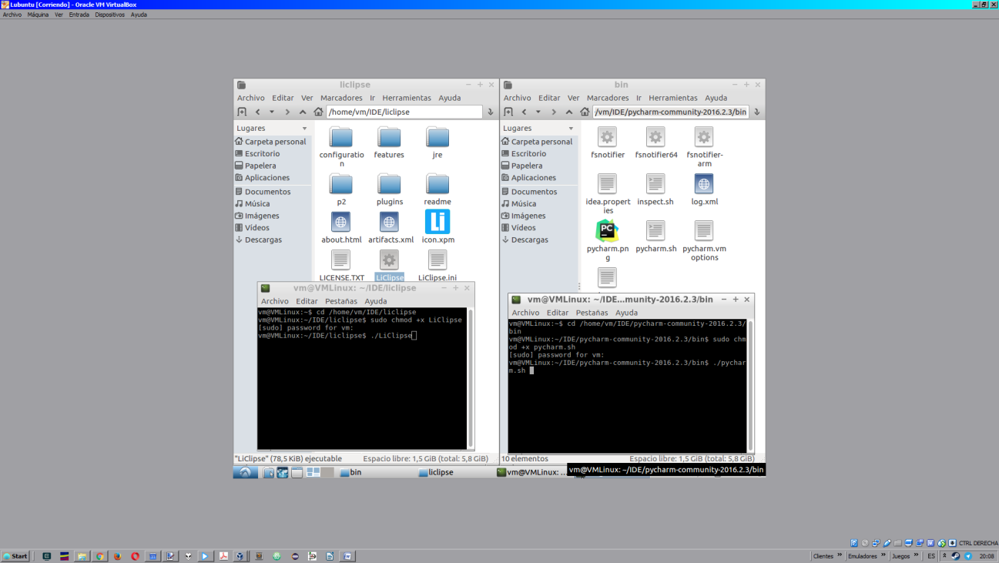 Lubuntu [Corriendo] - Oracle VM VirtualBox
Archivo Máquina Ver Entrada Dispositivos Ayuda
liclipse
Archivo Editar Ver Marcadores Ir Herramientas Ayuda
/home/vm/IDE/liclipse
Lugares
Carpeta personal
Escritorio
Papelera
Aplicaciones
Documentos
Música
Imágenes
Vídeos
Descargas
configuratio
n
features
jre
p2
plugins
readme
about.html
artifacts.xml
icon.xpm
LICENSE.TXT
LiClipse
LiClipse.ini
vm@VMLinux: ~/IDE/liclipse
Archivo Editar Pestañas Ayuda
vm@VMLinux:~$ cd /home/vm/IDE/liclipse
vm@VMLinux:~/IDE/liclipse$ sudo chmod +x LiClipse
[sudo] password for vm:
vm@VMLinux:~/IDE/liclipse$ ./LiClipse
"LiClipse" (78,5 KiB) ejecutable
Espacio libre: 1,5 GiB (total: 5,8 GiB)
bin
Archivo Editar Ver Marcadores Ir Herramientas Ayuda
/vm/IDE/pycharm-community-2016.2.3/bin
Lugares
Carpeta personal
Escritorio
Papelera
Aplicaciones
Documentos
Música
Imágenes
Vídeos
Descargas
fsnotifier
fsnotifier64
fsnotifier-
arm
idea.propert
ies
inspect.sh
log.xml
PC
pycharm.pn
g
pycharm.sh
pycharm.vm
options
vm@VMLinux: ~/IDE...munity-2016.2.3/bin
Archivo Editar Pestañas Ayuda
vm@VMLinux:~$ cd /home/vm/IDE/pycharm-community-2016.2.3/
bin
vm@VMLinux:~/IDE/pycharm-community-2016.2.3/bin$ sudo chm
od +x pycharm.sh
[sudo] password for vm:
vm@VMLinux:~/IDE/pycharm-community-2016.2.3/bin$ ./pychar
m.sh
10 elementos
Espacio libre: 1,5 GiB (total: 5,8 GiB)
bin
liclipse
vm@VMLinux: ...
vm@VMLinux: ~/IDE/pycharm-community-2016.2.3/bin
CTRL DERECHA
Start
Clientes » Emuladores » Juegos » ES 20:08